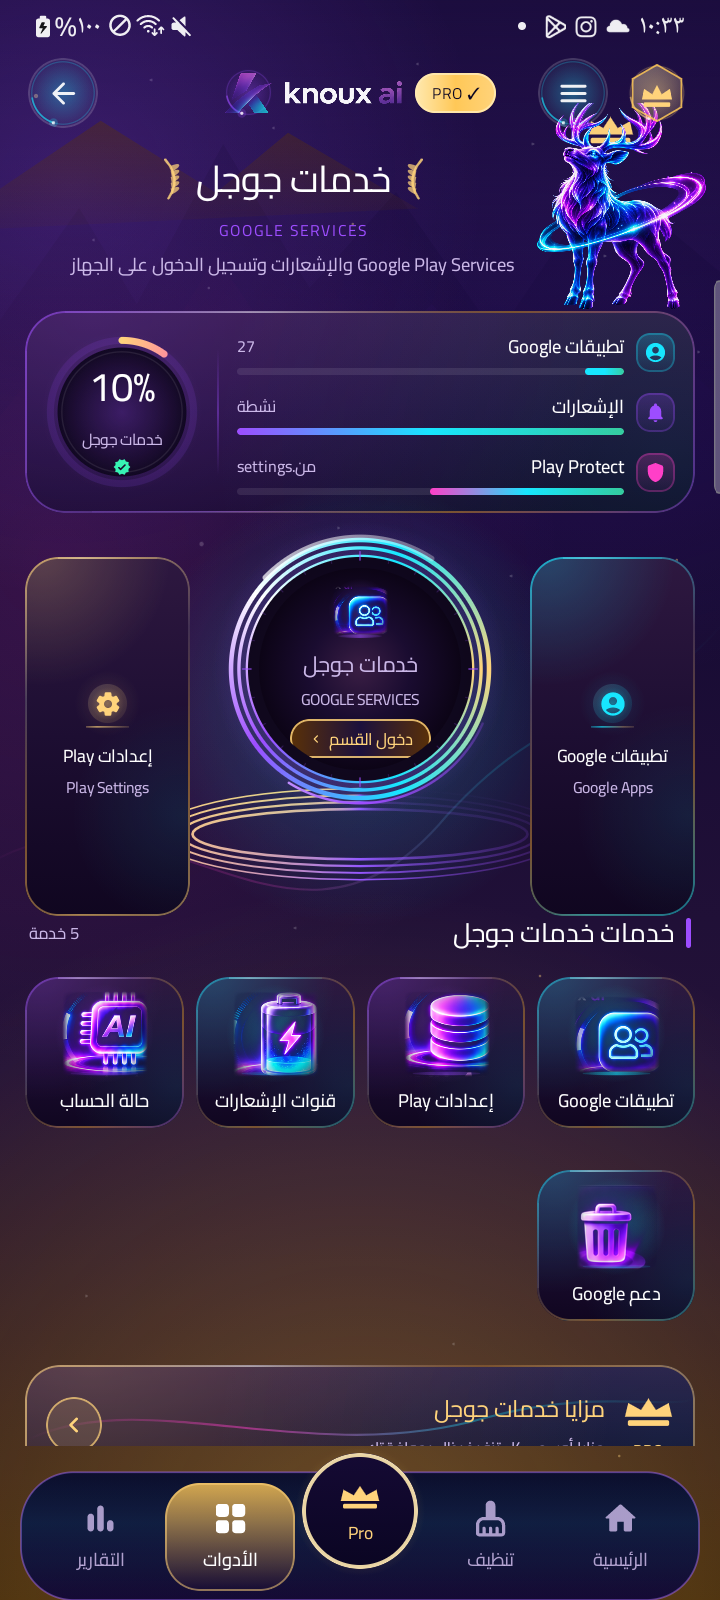 %١٠٠
١٠:٣٣
knoux ai
PRO ✓
خدمات جوجل
GOOGLE SERVICES
Google Play Services والإشعارات وتسجيل الدخول على الجهاز
تطبيقات Google
27
الإشعارات
نشطة
Play Protect
من.settings
10%
خدمات جوجل
تطبيقات Google
Google Apps
خدمات جوجل
GOOGLE SERVICES
دخول القسم
إعدادات Play
Play Settings
خدمات خدمات جوجل
5 خدمة
تطبيقات Google
إعدادات Play
قنوات الإشعارات
حالة الحساب
AI
دعم Google
مزايا خدمات جوجل
الرئيسية
تنظيف
Pro
الأدوات
التقارير